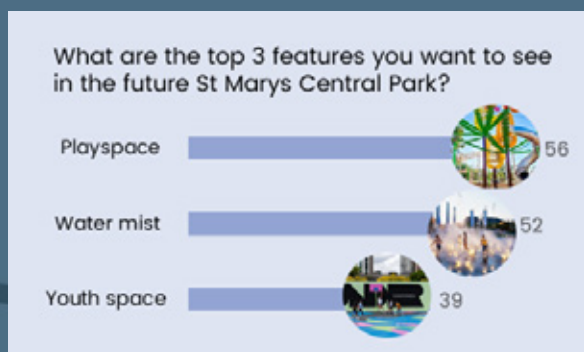 What are the top 3 features you want to see
in the future St Marys Central Park?
Playspace 56
Water mist 52
Youth space 39